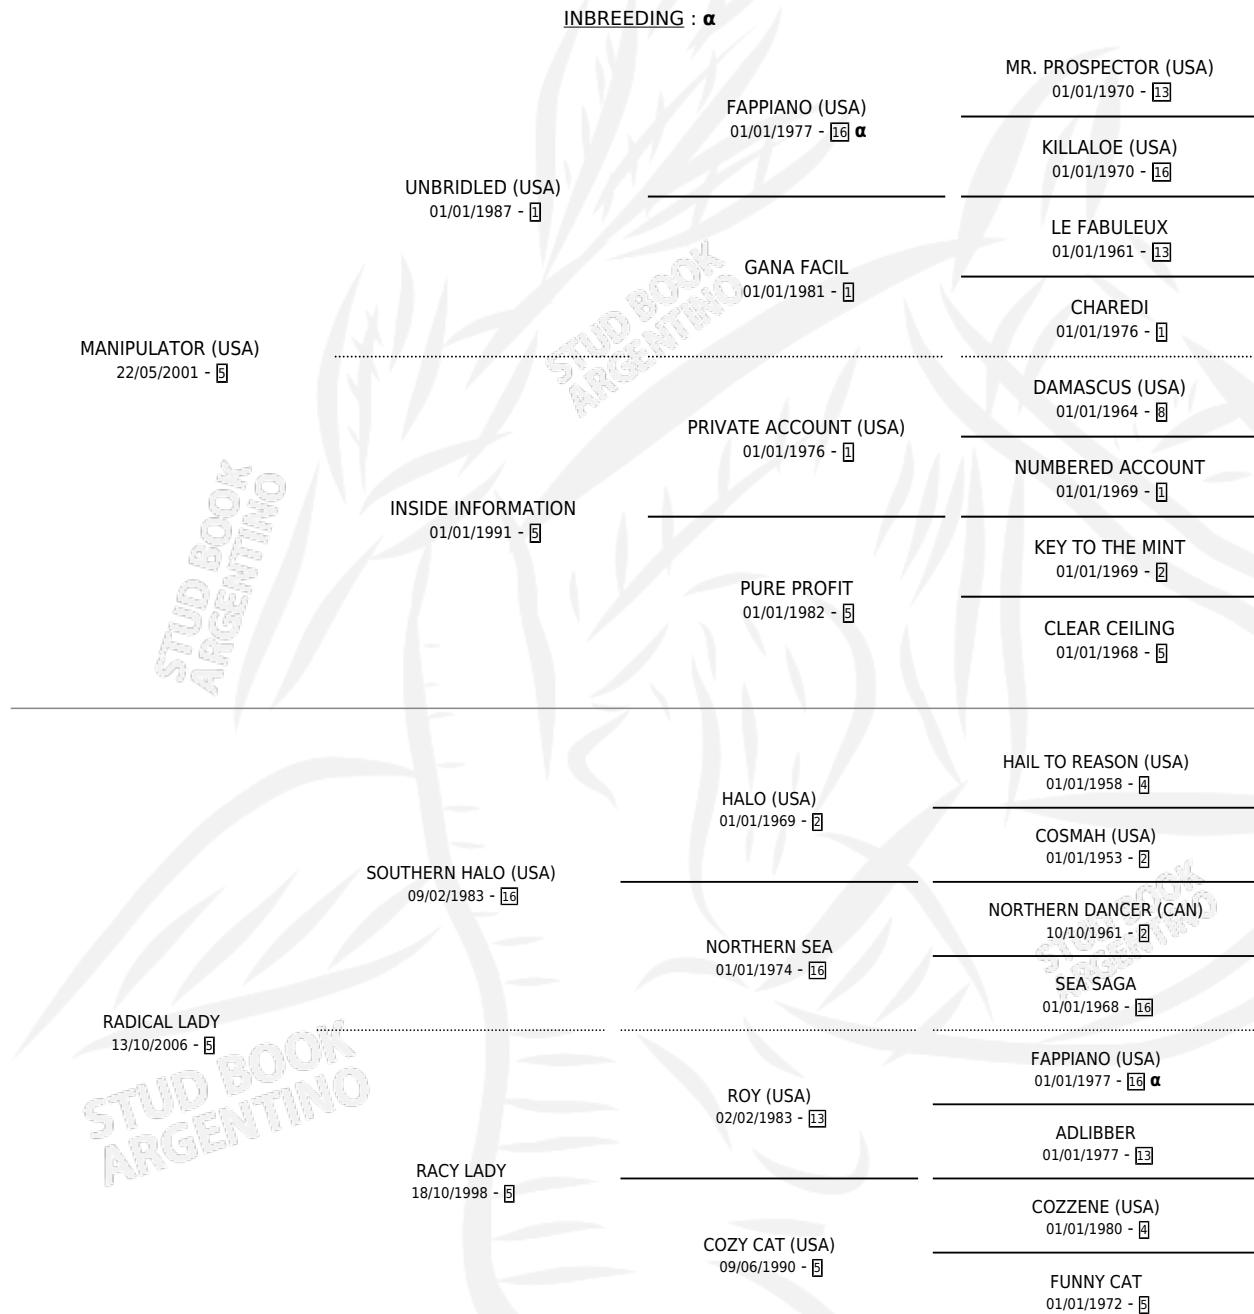 INBREEDING : α
MR. PROSPECTOR (USA)
01/01/1970 - 13
FAPPIANO (USA)
01/01/1977 - 16 α
KILLALOE (USA)
01/01/1970 - 16
UNBRIDLED (USA)
01/01/1987 - 1
LE FABULEUX
01/01/1961 - 13
GANA FACIL
01/01/1981 - 1
CHAREDI
01/01/1976 - 1
MANIPULATOR (USA)
22/05/2001 - 5
DAMASCUS (USA)
01/01/1964 - 8
PRIVATE ACCOUNT (USA)
01/01/1976 - 1
NUMBERED ACCOUNT
01/01/1969 - 1
INSIDE INFORMATION
01/01/1991 - 5
KEY TO THE MINT
01/01/1969 - 2
PURE PROFIT
01/01/1982 - 5
CLEAR CEILING
01/01/1968 - 5
HAIL TO REASON (USA)
01/01/1958 - 4
HALO (USA)
01/01/1969 - 2
COSMAH (USA)
01/01/1953 - 2
SOUTHERN HALO (USA)
09/02/1983 - 16
NORTHERN DANCER (CAN)
10/10/1961 - 2
NORTHERN SEA
01/01/1974 - 16
SEA SAGA
01/01/1968 - 16
RADICAL LADY
13/10/2006 - 5
FAPPIANO (USA)
01/01/1977 - 16 α
ROY (USA)
02/02/1983 - 13
ADLIBBER
01/01/1977 - 13
RACY LADY
18/10/1998 - 5
COZZENE (USA)
01/01/1980 - 4
COZY CAT (USA)
09/06/1990 - 5
FUNNY CAT
01/01/1972 - 5
STUD BOOK
ARGENTINO
STUD BOOK
ARGENTINO
STUD BOOK
ARGENTINO
STUD BOOK
ARGENTINO